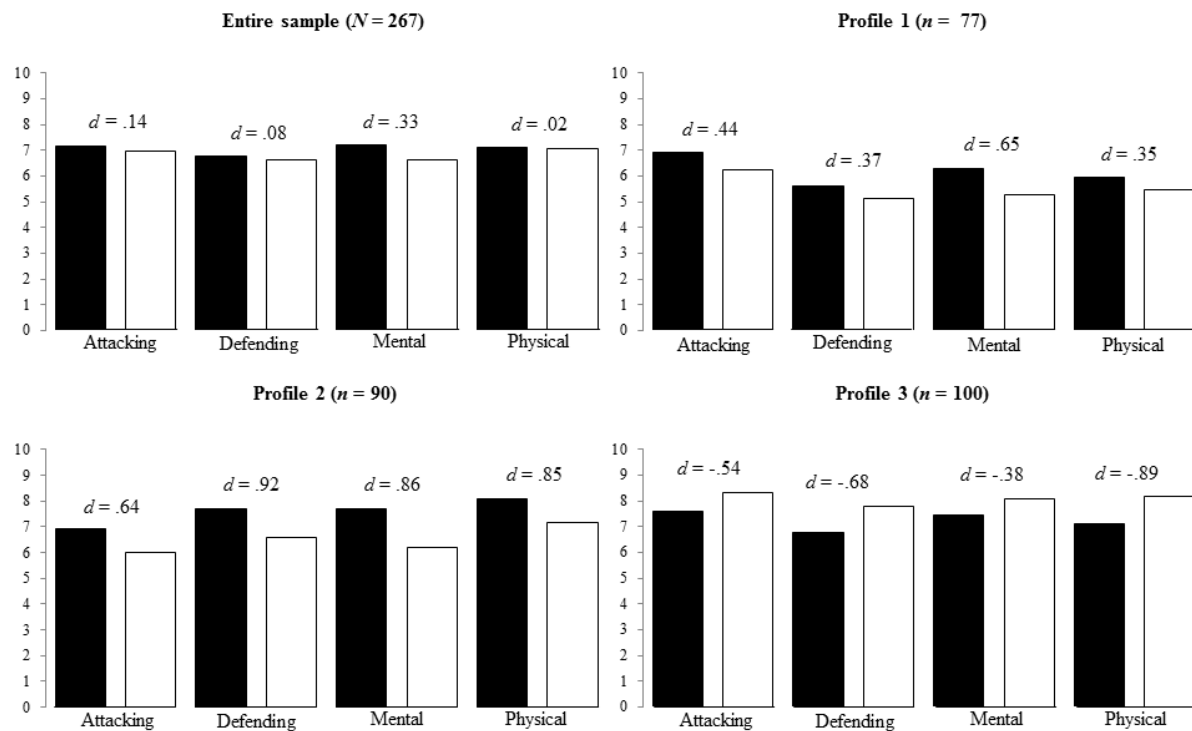 Entire sample (N = 267)
10
9
8
7
6
5
4
3
2
1
0
d = .14
d = .08
d = .33
d = .02
Attacking
Defending
Mental
Physical
Profile 1 (n = 77)
10
9
8
7
6
5
4
3
2
1
0
d = .44
d = .37
d = .65
d = .35
Attacking
Defending
Mental
Physical
Profile 2 (n = 90)
10
9
8
7
6
5
4
3
2
1
0
d = .64
d = .92
d = .86
d = .85
Attacking
Defending
Mental
Physical
Profile 3 (n = 100)
10
9
8
7
6
5
4
3
2
1
0
d = -.54
d = -.68
d = -.38
d = -.89
Attacking
Defending
Mental
Physical